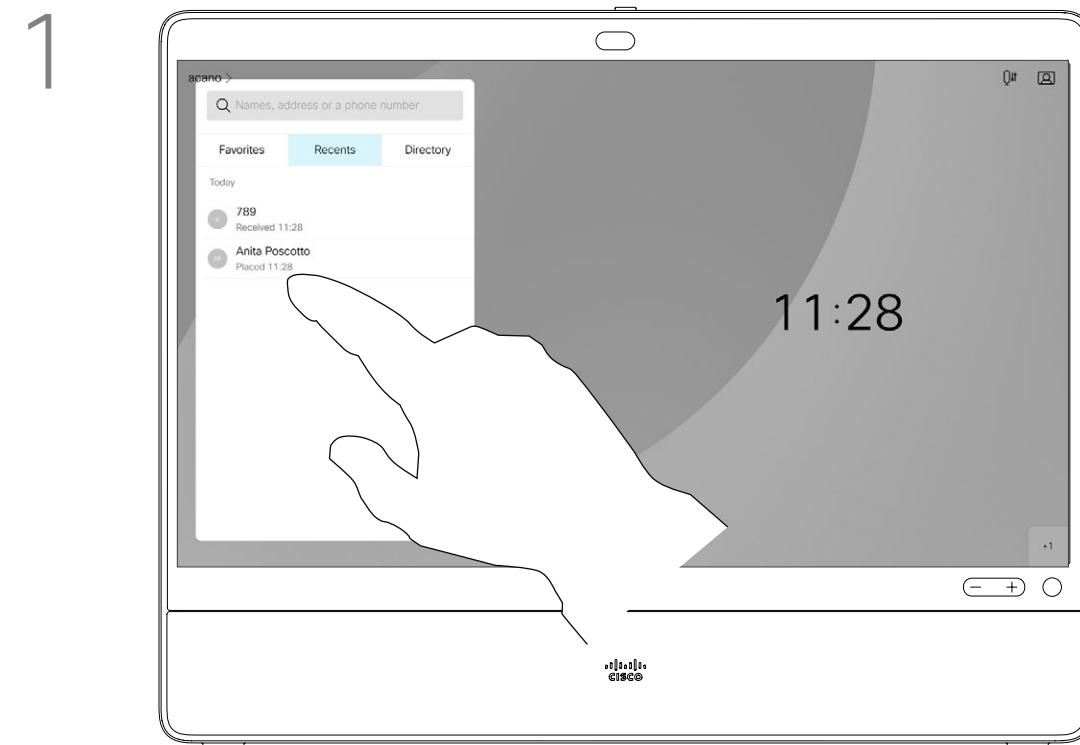 1
acano >
Names, address or a phone number
Favorites Recents Directory
Today
789
Received 11:28
Anita Poscotto
Placed 11:28
11:28
+1
CISCO